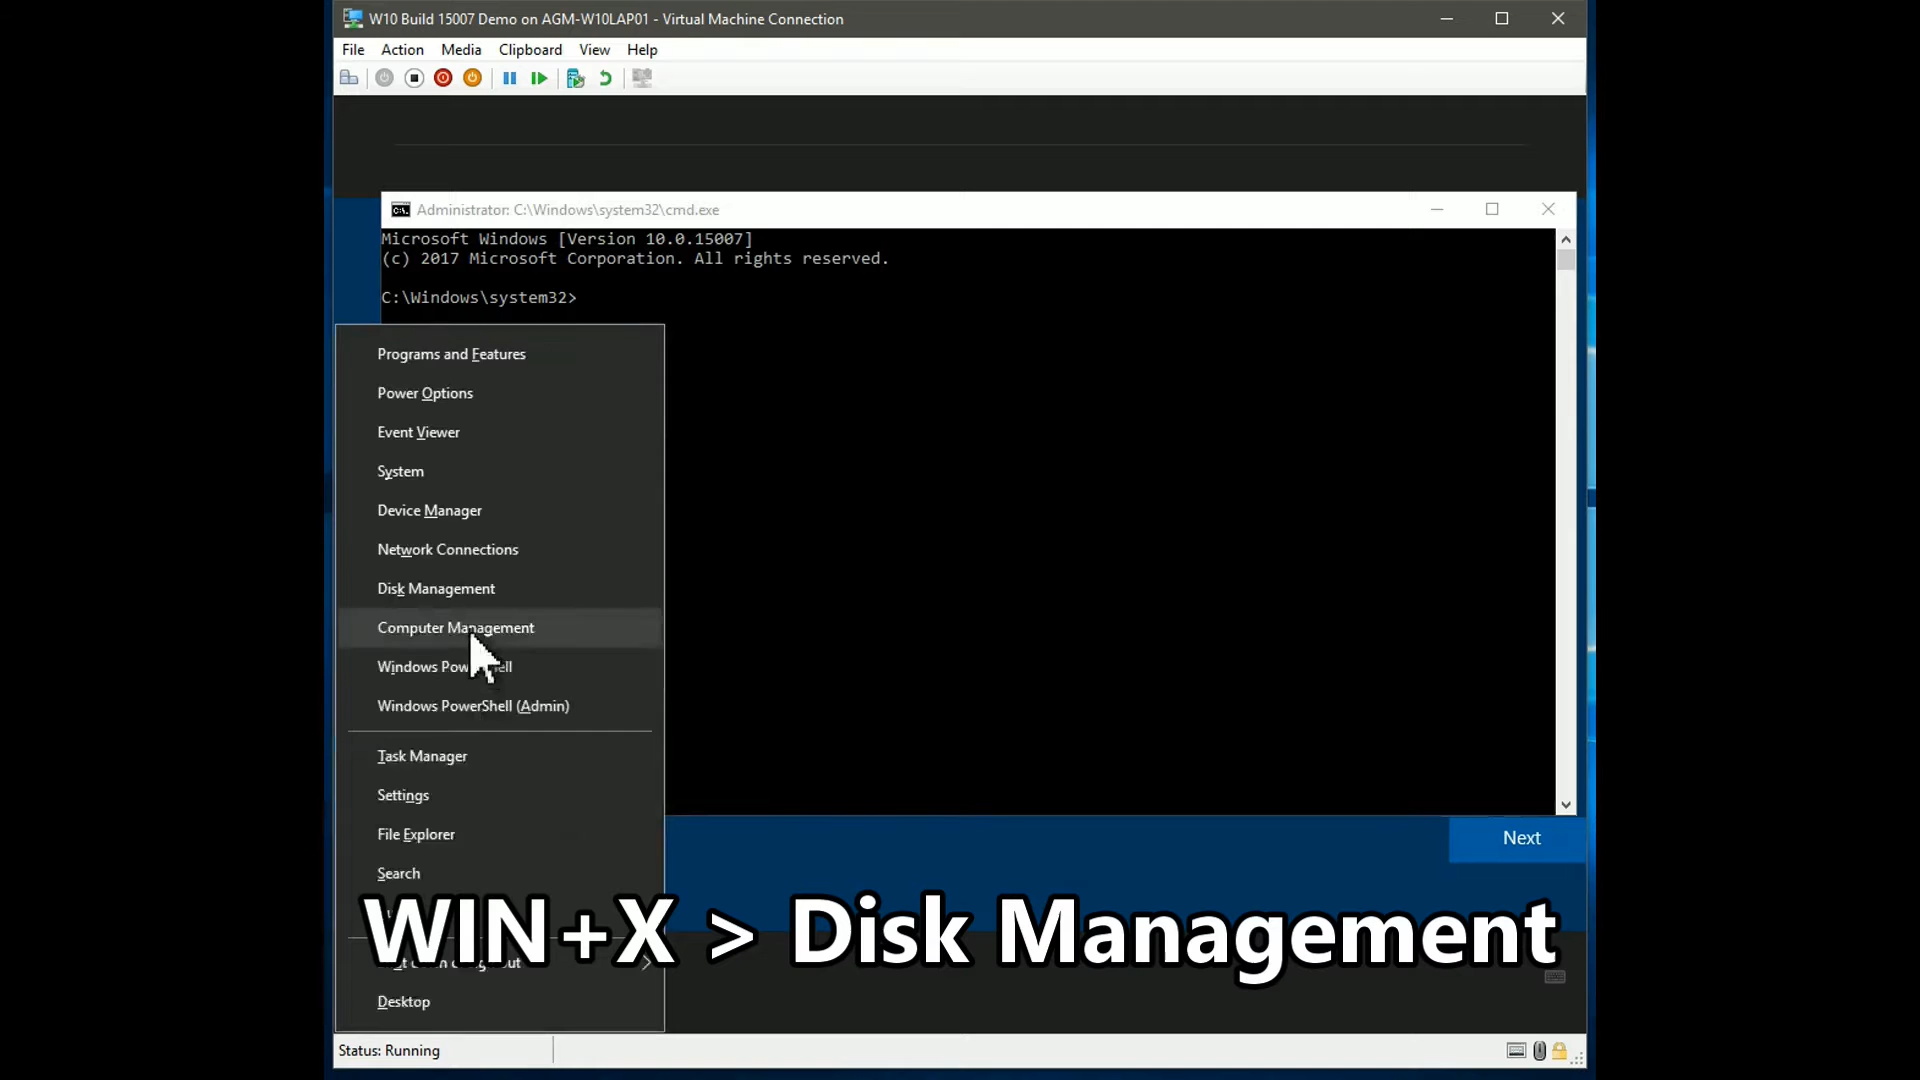 W10 Build 15007 Demo on AGM-W10LAP01 - Virtual Machine Connection
File Action Media Clipboard View Help
Administrator: C:\Windows\system32\cmd.exe
Microsoft Windows [Version 10.0.15007]
(c) 2017 Microsoft Corporation. All rights reserved.
C:\Windows\system32>
Programs and Features
Power Options
Event Viewer
System
Device Manager
Network Connections
Disk Management
Computer Management
Windows
Windows PowerShell (Admin)
Task Manager
Settings
File Explorer
Search
Next
WIN+X > Disk Management
Desktop
Status: Running